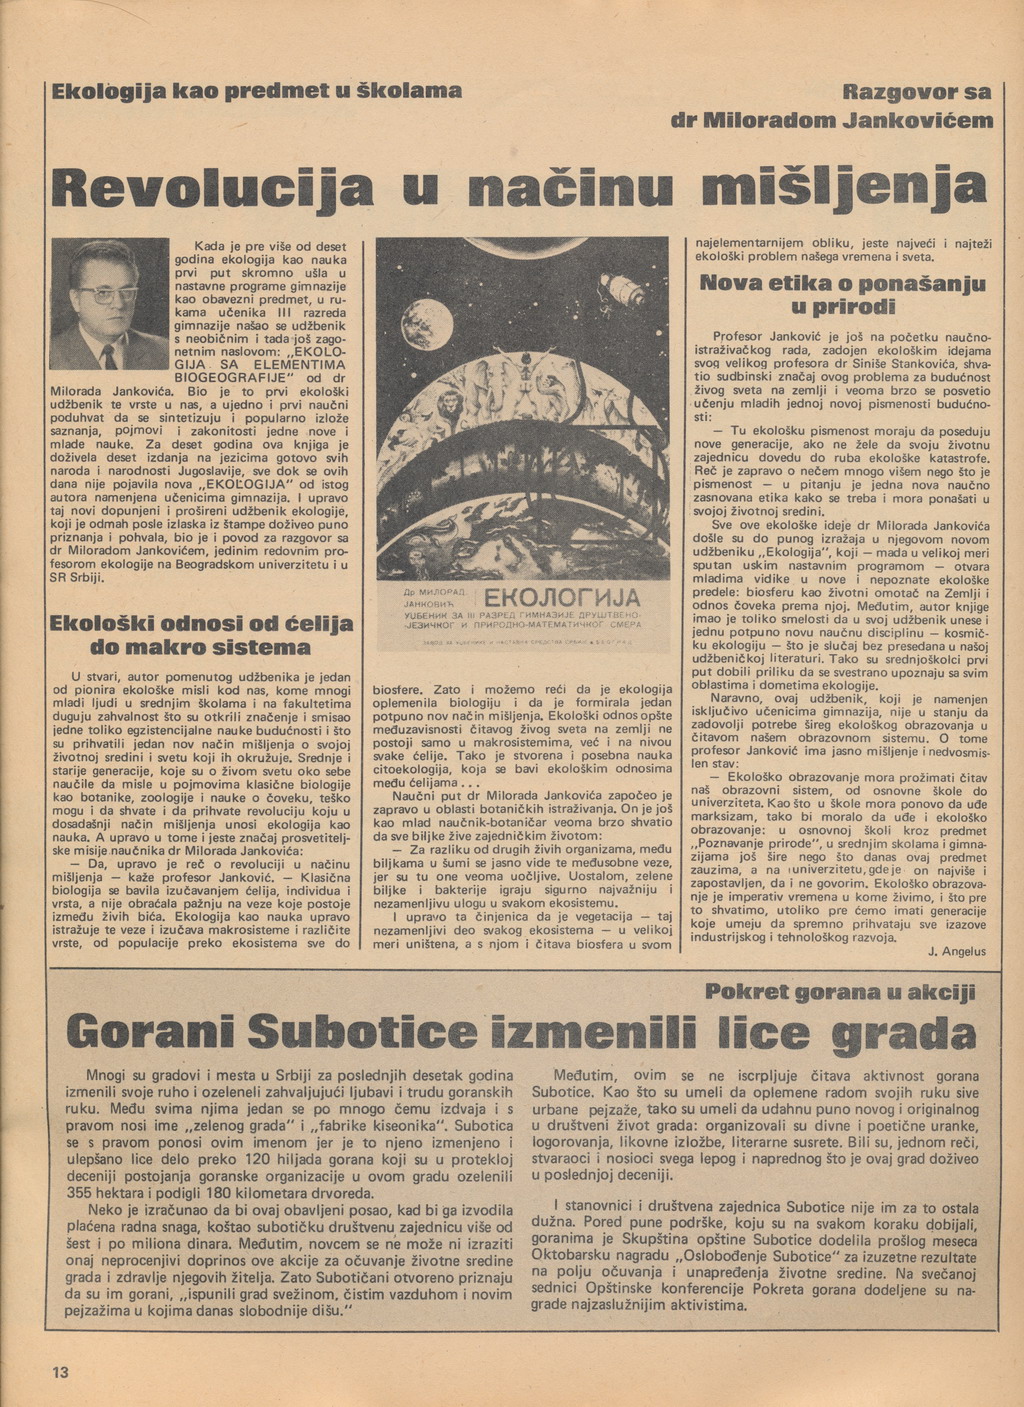 Ekologija kao predmet u školama
Razgovor sa
dr Miloradom Jankovićem
Revolucija u načinu mišljenja
Kada je pre više od deset
godina ekologija kao nauka
prvi put skromno ušla u
nastavne programe gimnazije
kao obavezni predmet, u ru-
kama učenika III razreda
gimnazije našao se udžbenik
s neobičnim i tada još zago-
netnim naslovom: „EKOLO-
GIJA SA ELEMENTIMA
BIOGEOGRAFIJE" od dr
Milorada Jankovića. Bio je to prvi ekološki
udžbenik te vrste u nas, a ujedno i prvi naučni
poduhvat da se sintetizuju i popularno izlože
saznanja, pojmovi i zakonitosti jedne nove i
mlade nauke. Za deset godina ova knjiga je
doživela deset izdanja na jezicima gotovo svih
naroda i narodnosti Jugoslavije, sve dok se ovih
dana nije pojavila nova „EKOLOGIJA" od istog
autora namenjena učenicima gimnazija. I upravo
taj novi dopunjeni i prošireni udžbenik ekologije,
koji je odmah posle izlaska iz štampe doživeo puno
priznanja i pohvala, bio je i povod za razgovor sa
dr Miloradom Jankovićem, jedinim redovnim pro-
fesorom ekologije na Beogradskom univerzitetu i u
SR Srbiji.
Ekološki odnosi od ćelija
do makro sistema
U stvari, autor pomenutog udžbenika je jedan
od pionira ekološke misli kod nas, kome mnogi
mladi ljudi u srednjim školama i na fakultetima
duguju zahvalnost što su otkrili značenje i smisao
jedne toliko egzistencijalne nauke budućnosti i što
su prihvatili jedan nov način mišljenja o svojoj
životnoj sredini i svetu koji ih okružuje. Srednje i
starije generacije, koje su o živom svetu oko sebe
naučile da misle u pojmovima klasične biologije
kao botanike, zoologije i nauke o čoveku, teško
mogu i da shvate i da prihvate revoluciju koju u
dosadašnji način mišljenja unosi ekologija kao
nauka. A upravo u tome i jeste značaj prosvetitelj-
ske misije naučnika dr Milorada Jankovića:
— Da, upravo je reč o revoluciji u načinu
mišljenja — kaže profesor Janković. — Klasična
biologija se bavila izučavanjem ćelija, individua i
vrsta, a nije obraćala pažnju na veze koje postoje
između živih bića. Ekologija kao nauka upravo
istražuje te veze i izučava makrosisteme i različite
vrste, od populacije preko ekosistema sve do
Др МИЛОРАД
ЈАНКОВИЋ
ЕКОЛОГИЈА
УЏБЕНИК ЗА III РАЗРЕД ГИМНАЗИЈЕ ДРУШТВЕНО-
-ЈЕЗИЧКОГ И ПРИРОДНО-МАТЕМАТИЧКОГ СМЕРА
biosfere. Zato i možemo reći da je ekologija
oplemenila biologiju i da je formirala jedan
potpuno nov način mišljenja. Ekološki odnos opšte
međuzavisnosti čitavog živog sveta na zemlji ne
postoji samo u makrosistemima, već i na nivou
svake ćelije. Tako je stvorena i posebna nauka
citoekologija, koja se bavi ekološkim odnosima
među ćelijama . . .
Naučni put dr Milorada Jankovića započeo je
zapravo u oblasti botaničkih istraživanja. On je još
kao mlad naučnik-botaničar veoma brzo shvatio
da sve biljke žive zajedničkim životom:
— Za razliku od drugih živih organizama, među
biljkama u šumi se jasno vide te međusobne veze,
jer su tu one veoma uočljive. Uostalom, zelene
biljke i bakterije igraju sigurno najvažniju i
nezamenljivu ulogu u svakom ekosistemu.
I upravo ta činjenica da je vegetacija — taj
nezamenljivi deo svakog ekosistema — u velikoj
meri uništena, a s njom i čitava biosfera u svom
najelementarnijem obliku, jeste najveći i najteži
ekološki problem našega vremena i sveta.
Nova etika o ponašanju
u prirodi
Profesor Janković je još na početku naučno-
istraživačkog rada, zadojen ekološkim idejama
svog velikog profesora dr Siniše Stankovića, shva-
tio sudbinski značaj ovog problema za budućnost
živog sveta na zemlji i veoma brzo se posvetio
učenju mladih jednoj novoj pismenosti budućno-
sti:
— Tu ekološku pismenost moraju da poseduju
nove generacije, ako ne žele da svoju životnu
zajednicu dovedu do ruba ekološke katastrofe.
Reč je zapravo o nečem mnogo višem nego što je
pismenost — u pitanju je jedna nova naučno
zasnovana etika kako se treba i mora ponašati u
svojoj životnoj sredini.
Sve ove ekološke ideje dr Milorada Jankovića
došle su do punog izražaja u njegovom novom
udžbeniku „Ekologija", koji — mada u velikoj meri
sputan uskim nastavnim programom — otvara
mladima vidike u nove i nepoznate ekološke
predele: biosferu kao životni omotač na Zemlji i
odnos čoveka prema njoj. Međutim, autor knjige
imao je toliko smelosti da u svoj udžbenik unese i
jednu potpuno novu naučnu disciplinu — kosmič-
ku ekologiju — što je slučaj bez presedana u našoj
udžbeničkoj literaturi. Tako su srednjoškolci prvi
put dobili priliku da se svestrano upoznaju sa svim
oblastima i dometima ekologije.
Naravno, ovaj udžbenik, koji je namenjen
isključivo učenicima gimnazija, nije u stanju da
zadovolji potrebe šireg ekološkog obrazovanja u
čitavom našem obrazovnom sistemu. O tome
profesor Janković ima jasno mišljenje i nedvosmis-
len stav:
— Ekološko obrazovanje mora prožimati čitav
naš obrazovni sistem, od osnovne škole do
univerziteta. Kao što u škole mora ponovo da uđe
marksizam, tako bi moralo da uđe i ekološko
obrazovanje: u osnovnoj školi kroz predmet
„Poznavanje prirode", u srednjim skolama i gimna-
zijama još šire nego što danas ovaj predmet
zauzima, a na univerzitetu, gde je on najviše i
zapostavljen, da i ne govorim. Ekološko obrazova-
nje je imperativ vremena u kome živimo, i što pre
to shvatimo, utoliko pre ćemo imati generacije
koje umeju da spremno prihvataju sve izazove
industrijskog i tehnološkog razvoja.
J. Angelus
Pokret gorana u akciji
Gorani Subotice izmenili lice grada
Mnogi su gradovi i mesta u Srbiji za poslednjih desetak godina
izmenili svoje ruho i ozeleneli zahvaljujući ljubavi i trudu goranskih
ruku. Među svima njima jedan se po mnogo čemu izdvaja i s
pravom nosi ime „zelenog grada" i „fabrike kiseonika". Subotica
se s pravom ponosi ovim imenom jer je to njeno izmenjeno i
ulepšano lice delo preko 120 hiljada gorana koji su u protekloj
deceniji postojanja goranske organizacije u ovom gradu ozelenili
355 hektara i podigli 180 kilometara drvoreda.
Neko je izračunao da bi ovaj obavljeni posao, kad bi ga izvodila
plaćena radna snaga, koštao subotičku društvenu zajednicu više od
šest i po miliona dinara. Međutim, novcem se ne može ni izraziti
onaj neprocenjivi doprinos ove akcije za očuvanje životne sredine
grada i zdravlje njegovih žitelja. Zato Subotičani otvoreno priznaju
da su im gorani, „ispunili grad svežinom, čistim vazduhom i novim
pejzažima u kojima danas slobodnije dišu."
Međutim, ovim se ne iscrpljuje čitava aktivnost gorana
Subotice. Kao što su umeli da oplemene radom svojih ruku sive
urbane pejzaže, tako su umeli da udahnu puno novog i originalnog
u društveni život grada: organizovali su divne i poetične uranke,
logorovanja, likovne izložbe, literarne susrete. Bili su, jednom reči,
stvaraoci i nosioci svega lepog i naprednog što je ovaj grad doživeo
u poslednjoj deceniji.
I stanovnici i društvena zajednica Subotice nije im za to ostala
dužna. Pored pune podrške, koju su na svakom koraku dobijali,
goranima je Skupština opštine Subotice dodelila prošlog meseca
Oktobarsku nagradu „Oslobođenje Subotice" za izuzetne rezultate
na polju očuvanja i unapređenja životne sredine. Na svečanoj
sednici Opštinske konferencije Pokreta gorana dodeljene su na-
grade najzaslužnijim aktivistima.
13